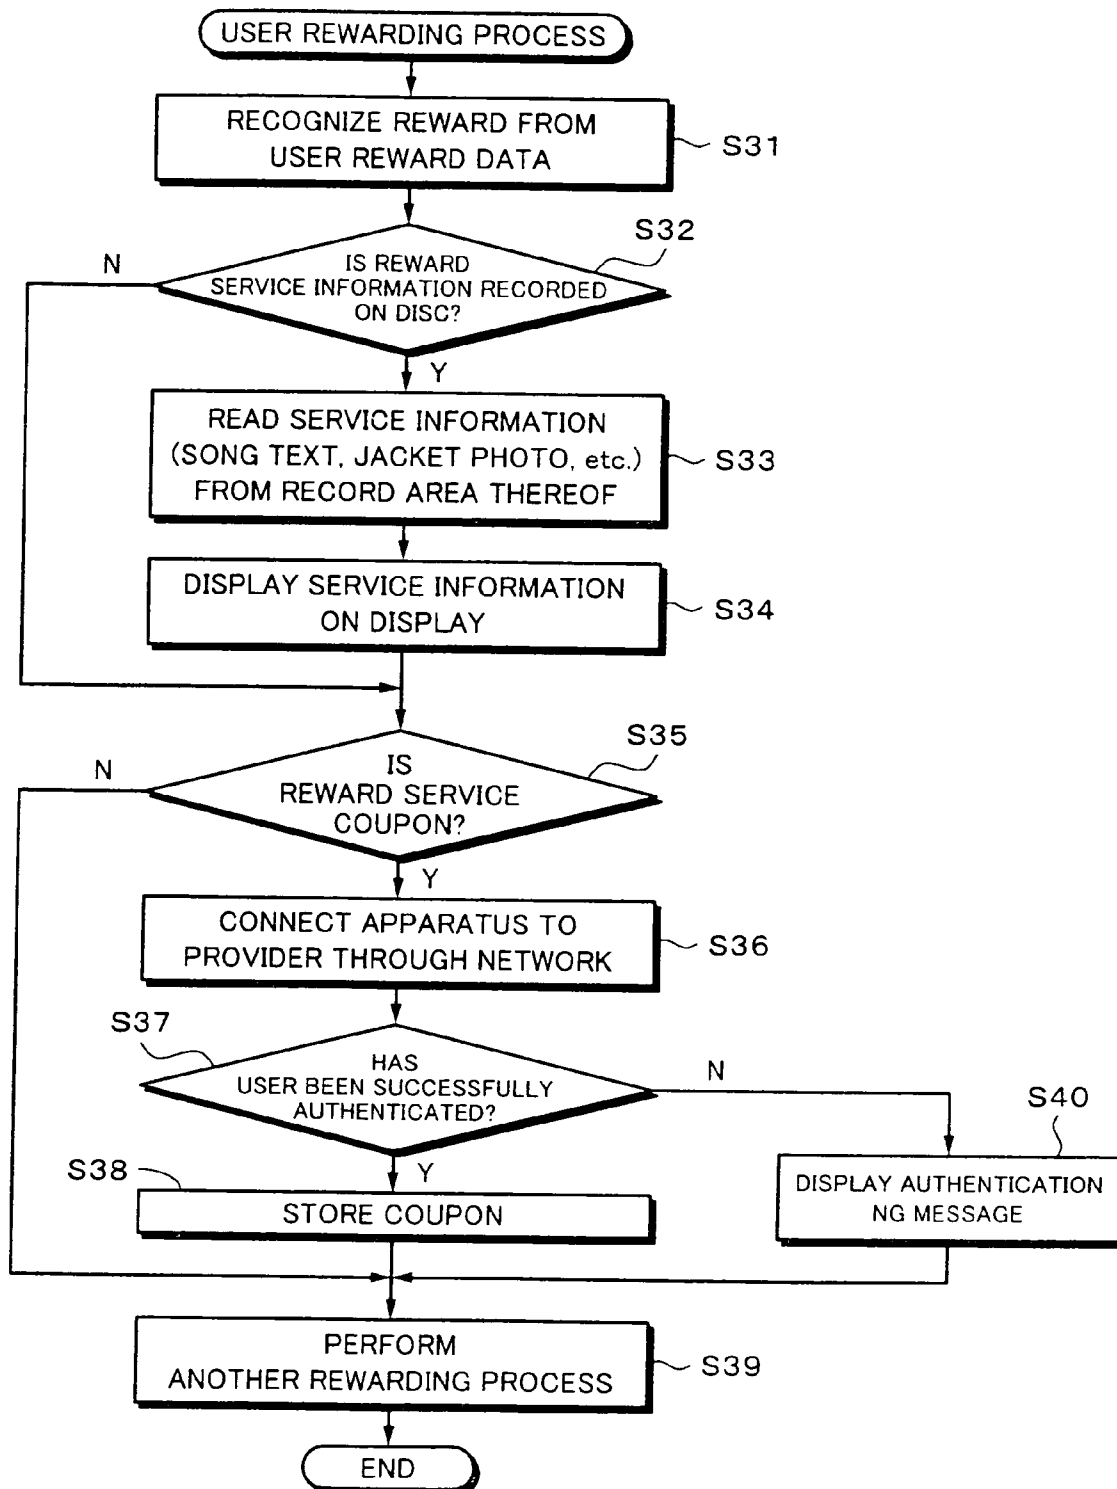 USER REWARDING PROCESS
RECOGNIZE REWARD FROM
USER REWARD DATA
S31
S32
N
IS REWARD
SERVICE INFORMATION RECORDED
ON DISC?
Y
READ SERVICE INFORMATION
(SONG TEXT, JACKET PHOTO, etc.)
FROM RECORD AREA THEREOF
S33
DISPLAY SERVICE INFORMATION
ON DISPLAY
S34
S35
N
IS
REWARD SERVICE
COUPON?
Y
CONNECT APPARATUS TO
PROVIDER THROUGH NETWORK
S36
S37
HAS
USER BEEN SUCCESSFULLY
AUTHENTICATED?
N
Y
S40
DISPLAY AUTHENTICATION
NG MESSAGE
S38
STORE COUPON
PERFORM
ANOTHER REWARDING PROCESS
S39
END